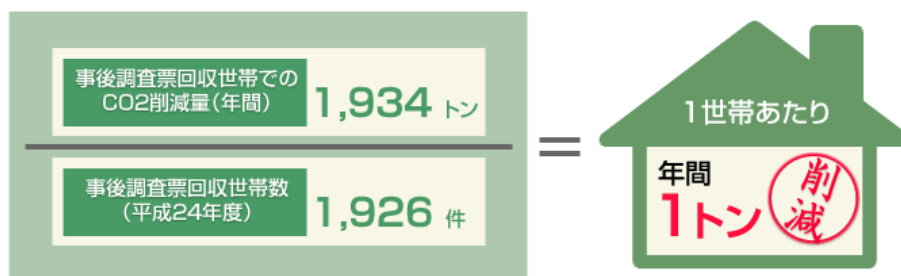 事後調査票回収世帯での
CO2削減量(年間)
1,934 トン
事後調査票回収世帯数
(平成24年度)
1,926 件
=
1世帯あたり
年間
1トン
削減